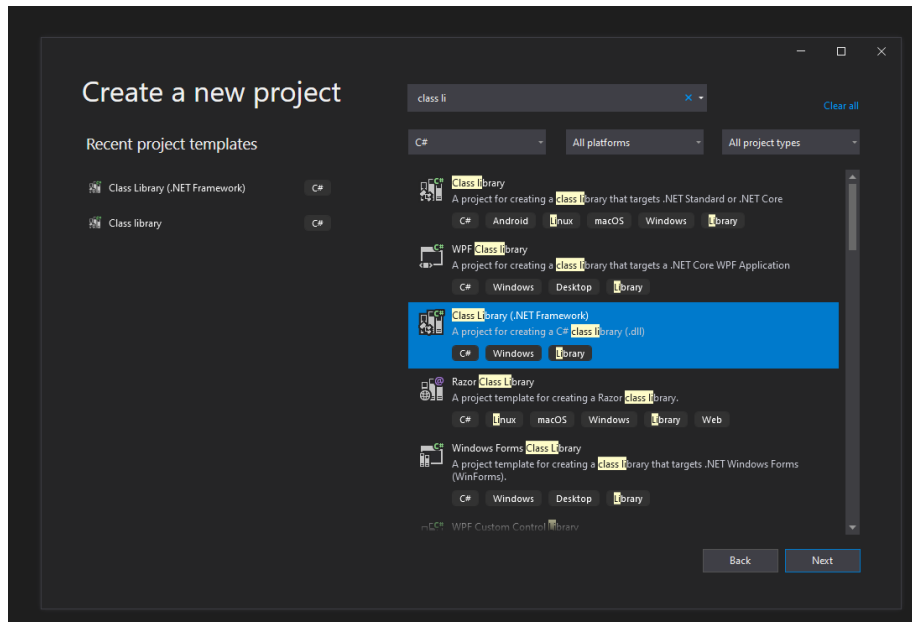 Create a new project
Recent project templates
Class Library (.NET Framework) C#
Class library C#
class li
Clear all
C# All platforms All project types
Class library
A project for creating a class library that targets .NET Standard or .NET Core
C# Android Linux macOS Windows Library
WPF Class library
A project for creating a class library that targets a .NET Core WPF Application
C# Windows Desktop Library
Class Library (.NET Framework)
A project for creating a C# class library (.dll)
C# Windows Library
Razor Class Library
A project template for creating a Razor class library.
C# Linux macOS Windows Library Web
Windows Forms Class Library
A project template for creating a class library that targets .NET Windows Forms
(WinForms).
C# Windows Desktop Library
WPF Custom Control Library
Back Next